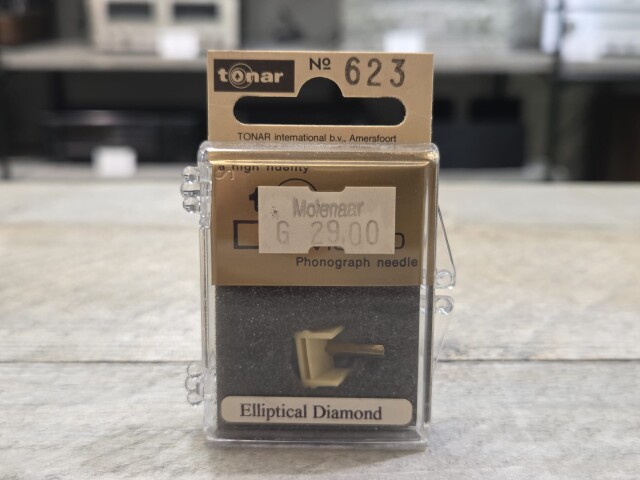 tonar
Nº 623
TONAR international b.v., Amersfoort
a high fidelity
Molenaar
G 29.00
Phonograph needle
Elliptical Diamond